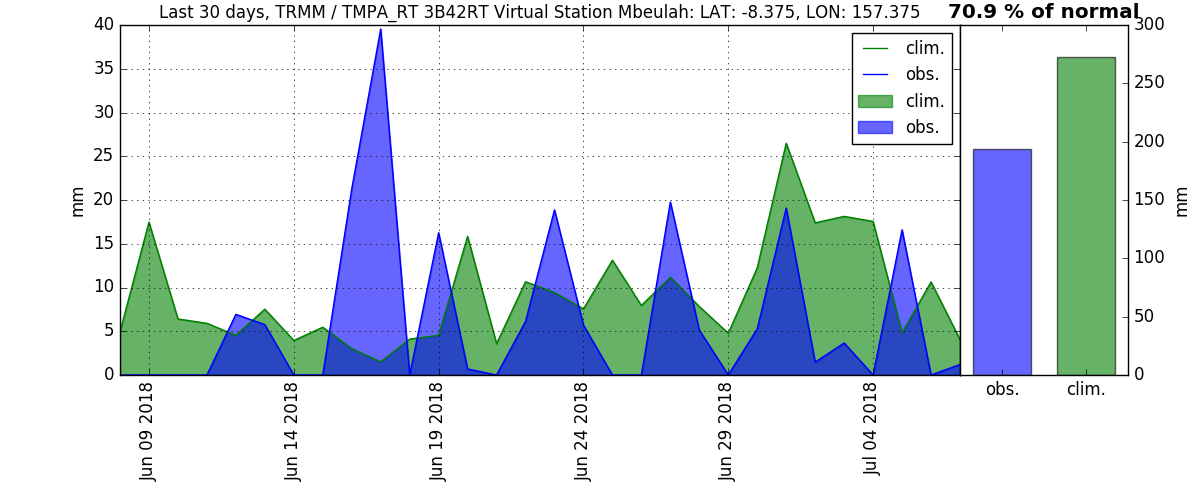 Last 30 days, TRMM / TMPA_RT 3B42RT Virtual Station Mbeulah: LAT: -8.375, LON: 157.375
70.9 % of normal
40
35
30
25
20
15
10
5
0
mm
clim.
obs.
clim.
obs.
Jun 09 2018
Jun 14 2018
Jun 19 2018
Jun 24 2018
Jun 29 2018
Jul 04 2018
300
250
200
150
100
50
0
mm
obs.
clim.